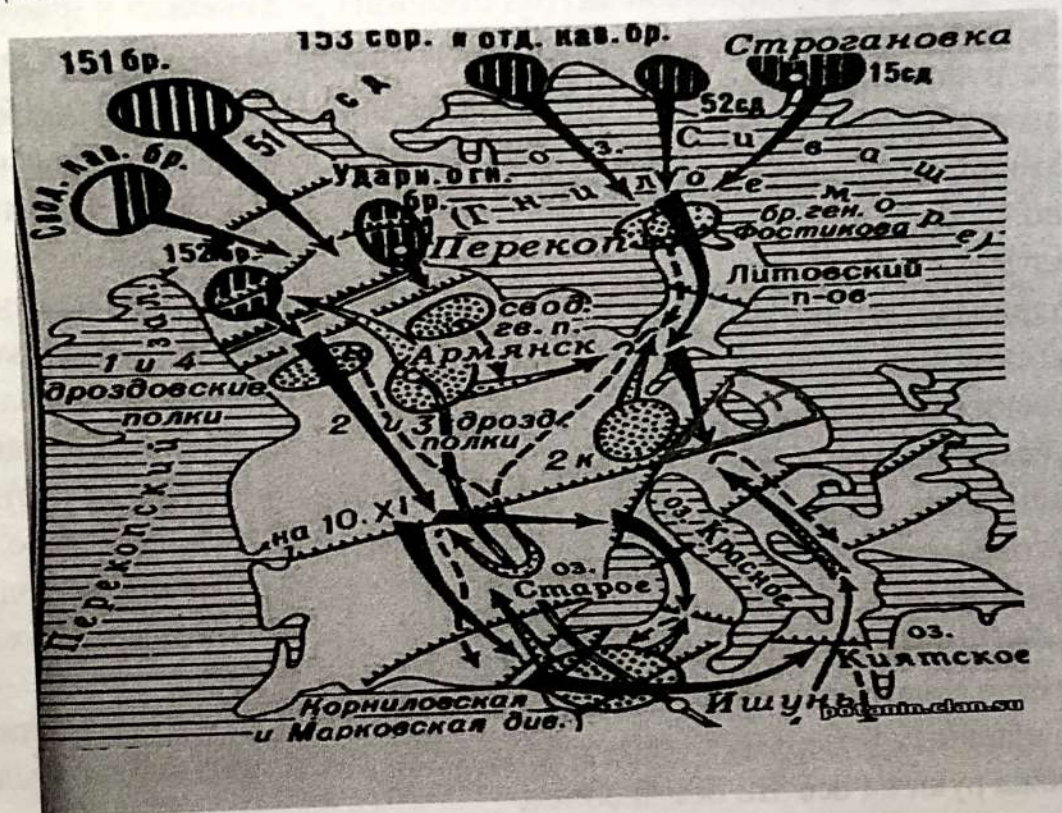 151 бр.
153 сбр. и отд. кав. бр.
Строгановка
15сд
52сд
51 сд
Свод. кав. бр.
152 бр.
Ударн. огн.
бр.
оз. Сиваш
(Гнилое море)
Перекоп
бр. ген.
Фостикова
Литовский
п-ов
свод.
гв. п.
Армянск
1 и 4
дроздовские
полки
2 и 3 дрозд.
полки
2 к
Перекопский зал.
на 10. XI
оз.
Старое
оз. Красное
оз.
Киятское
Ишунь
Корниловская
и Марковская див.
potanin.clan.su